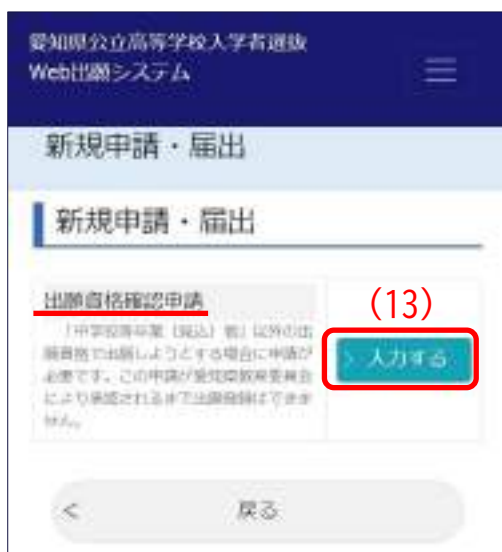 愛知県公立高等学校入学者選抜
Web出願システム
新規申請・届出
新規申請・届出
出願資格確認申請
(13)
「中学校等卒業(見込)者」以外の出
願資格で出願しようとする場合に申請が
必要です。この申請が愛知県教育委員会
により承認されるまで出願登録はできま
せん。
> 入力する
< 戻る